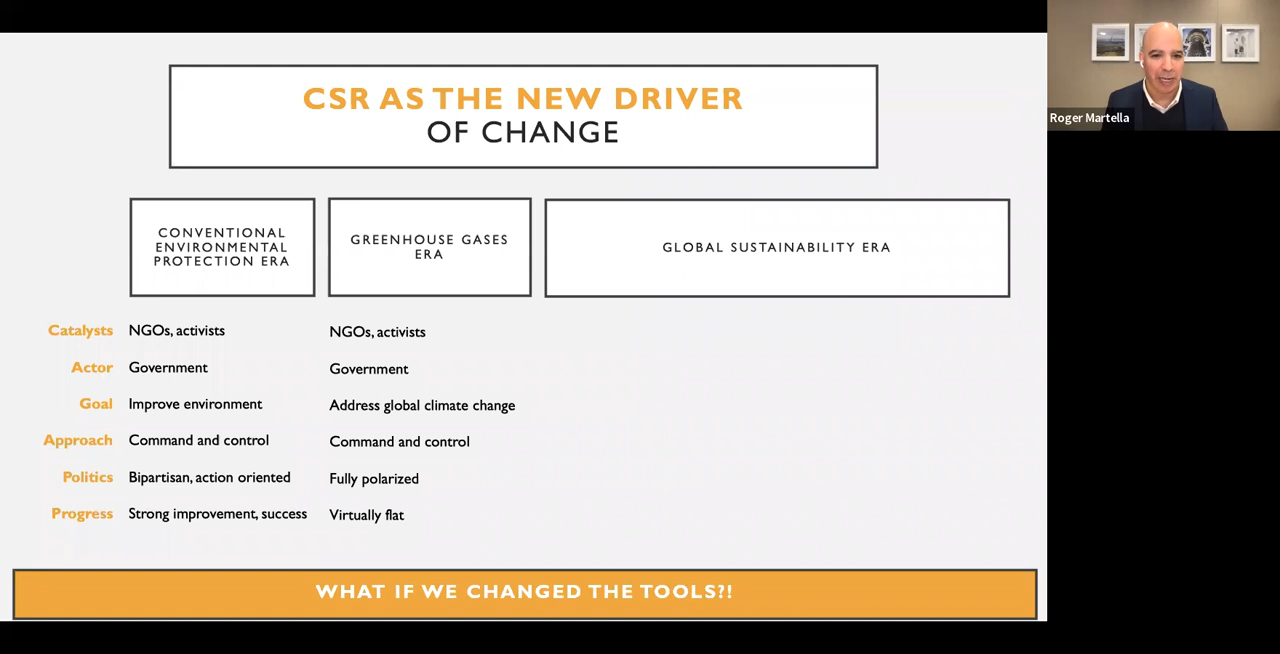 CSR AS THE NEW DRIVER
OF CHANGE
CONVENTIONAL
ENVIRONMENTAL
PROTECTION ERA
GREENHOUSE GASES
ERA
GLOBAL SUSTAINABILITY ERA
Catalysts NGOs, activists NGOs, activists
Actor Government Government
Goal Improve environment Address global climate change
Approach Command and control Command and control
Politics Bipartisan, action oriented Fully polarized
Progress Strong improvement, success Virtually flat
WHAT IF WE CHANGED THE TOOLS?!
Roger Martella